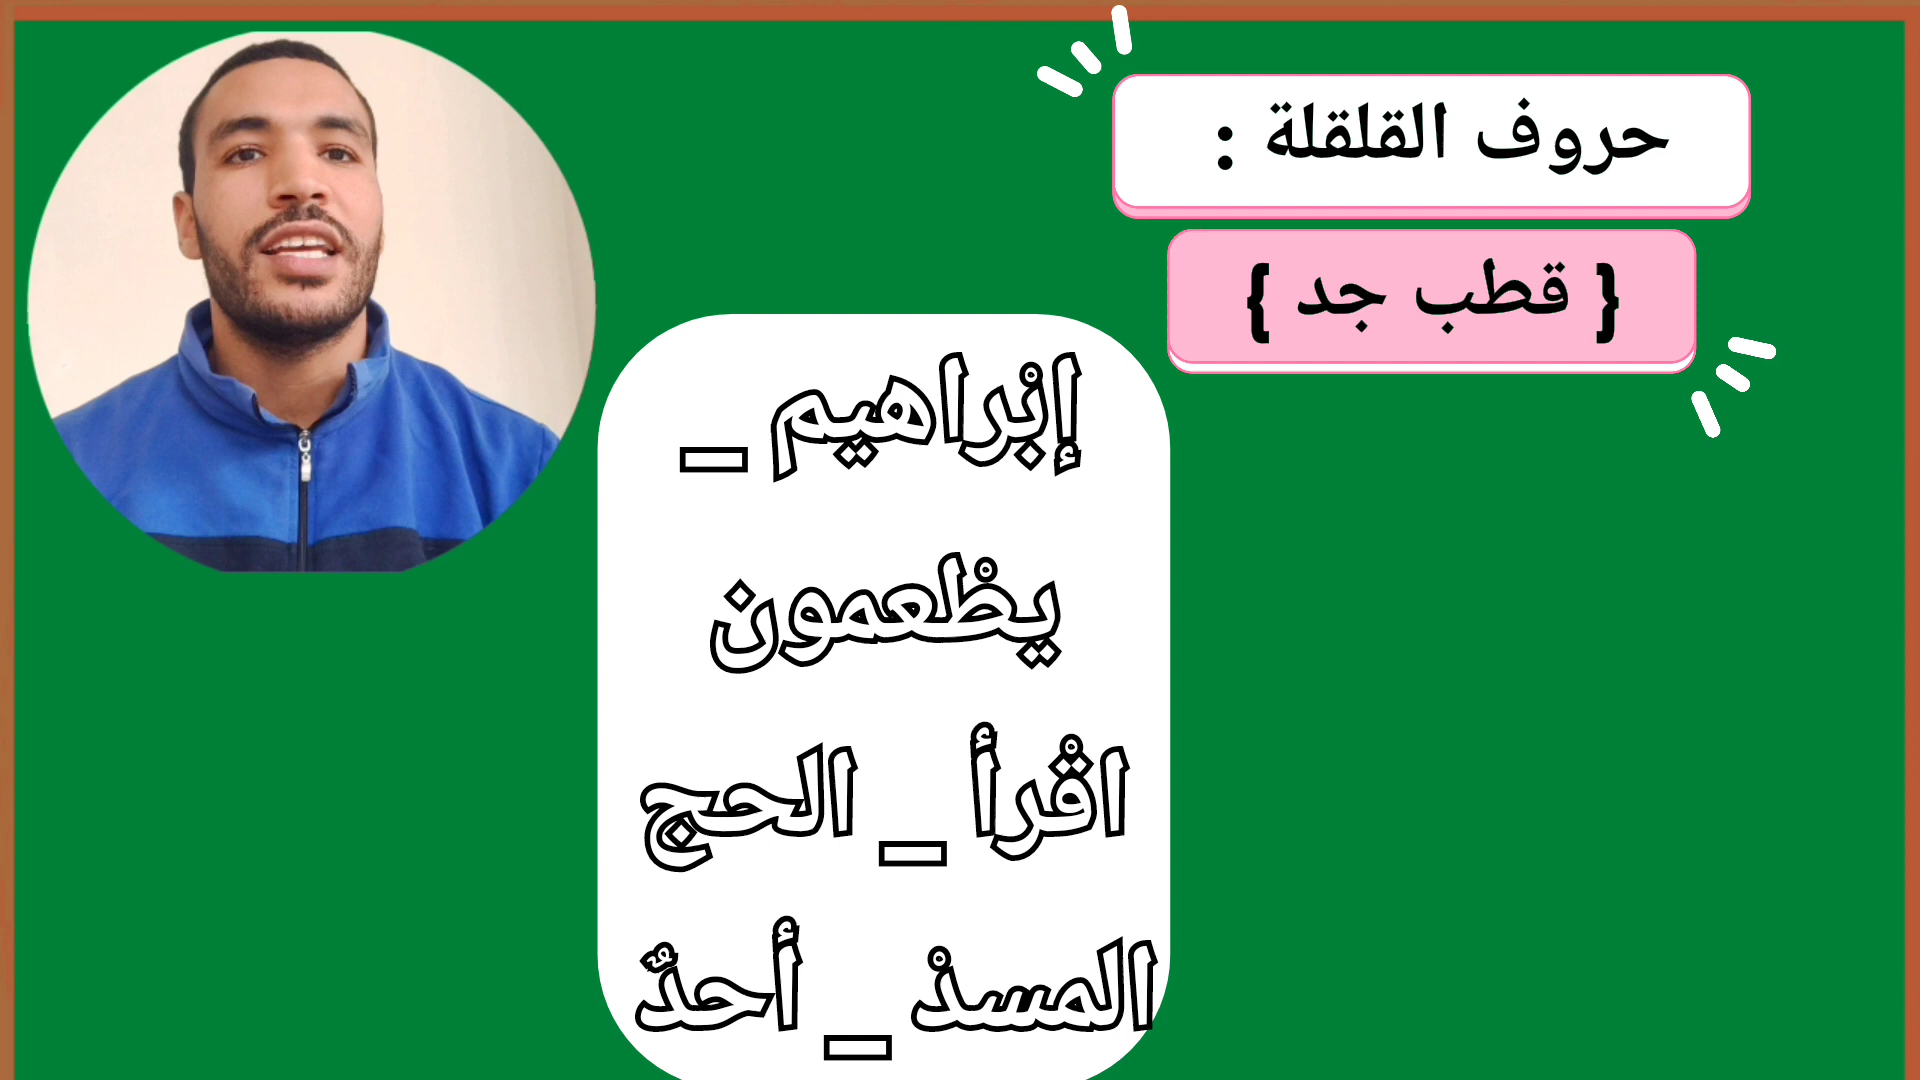 حروف القلقلة :
{ قطب جد }
إبْراهيم _
يطْعمون
اقْرأ _ الحج
المسدْ _ أحدٌ